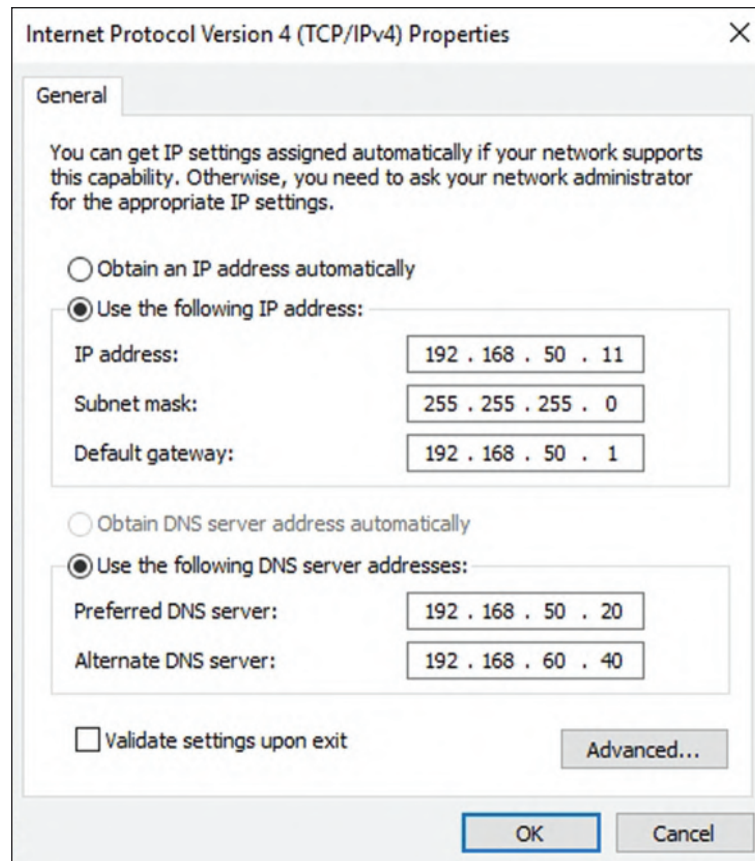 Internet Protocol Version 4 (TCP/IPv4) Properties
General
You can get IP settings assigned automatically if your network supports
this capability. Otherwise, you need to ask your network administrator
for the appropriate IP settings.
Obtain an IP address automatically
Use the following IP address:
IP address: 192 . 168 . 50 . 11
Subnet mask: 255 . 255 . 255 . 0
Default gateway: 192 . 168 . 50 . 1
Obtain DNS server address automatically
Use the following DNS server addresses:
Preferred DNS server: 192 . 168 . 50 . 20
Alternate DNS server: 192 . 168 . 60 . 40
Validate settings upon exit
Advanced...
OK Cancel